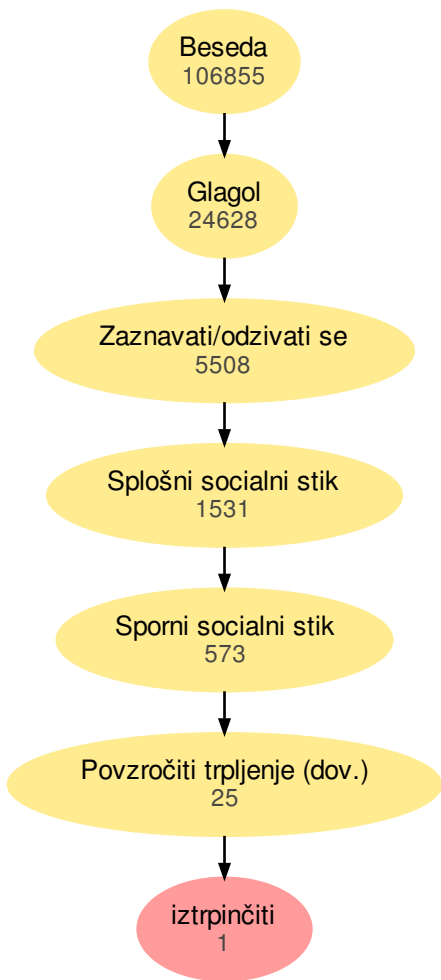 Beseda
106855
Glagol
24628
Zaznavati/odzivati se
5508
Splošni socialni stik
1531
Sporni socialni stik
573
Povzročiti trpljenje (dov.)
25
iztrpinčiti
1